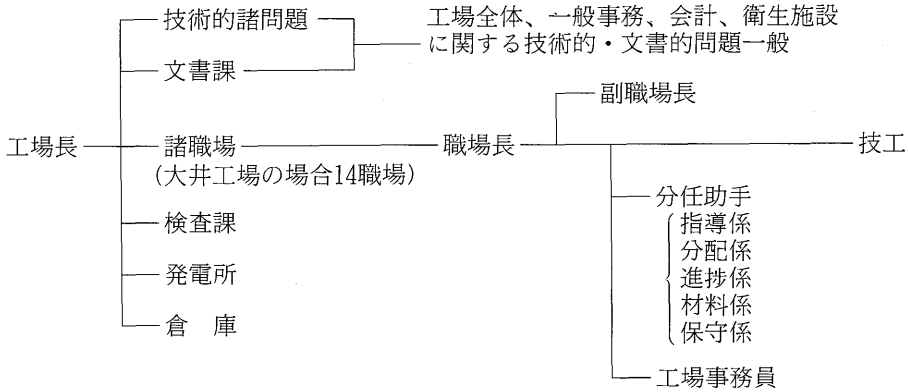 技術的諸問題
工場全体、一般事務、会計、衛生施設
に関する技術的・文書的問題一般
文書課
副職場長
工場長
諸職場
職場長
技工
(大井工場の場合14職場)
分任助手
検査課
指導係
分配係
発電所
進捗係
材料係
倉 庫
保守係
工場事務員